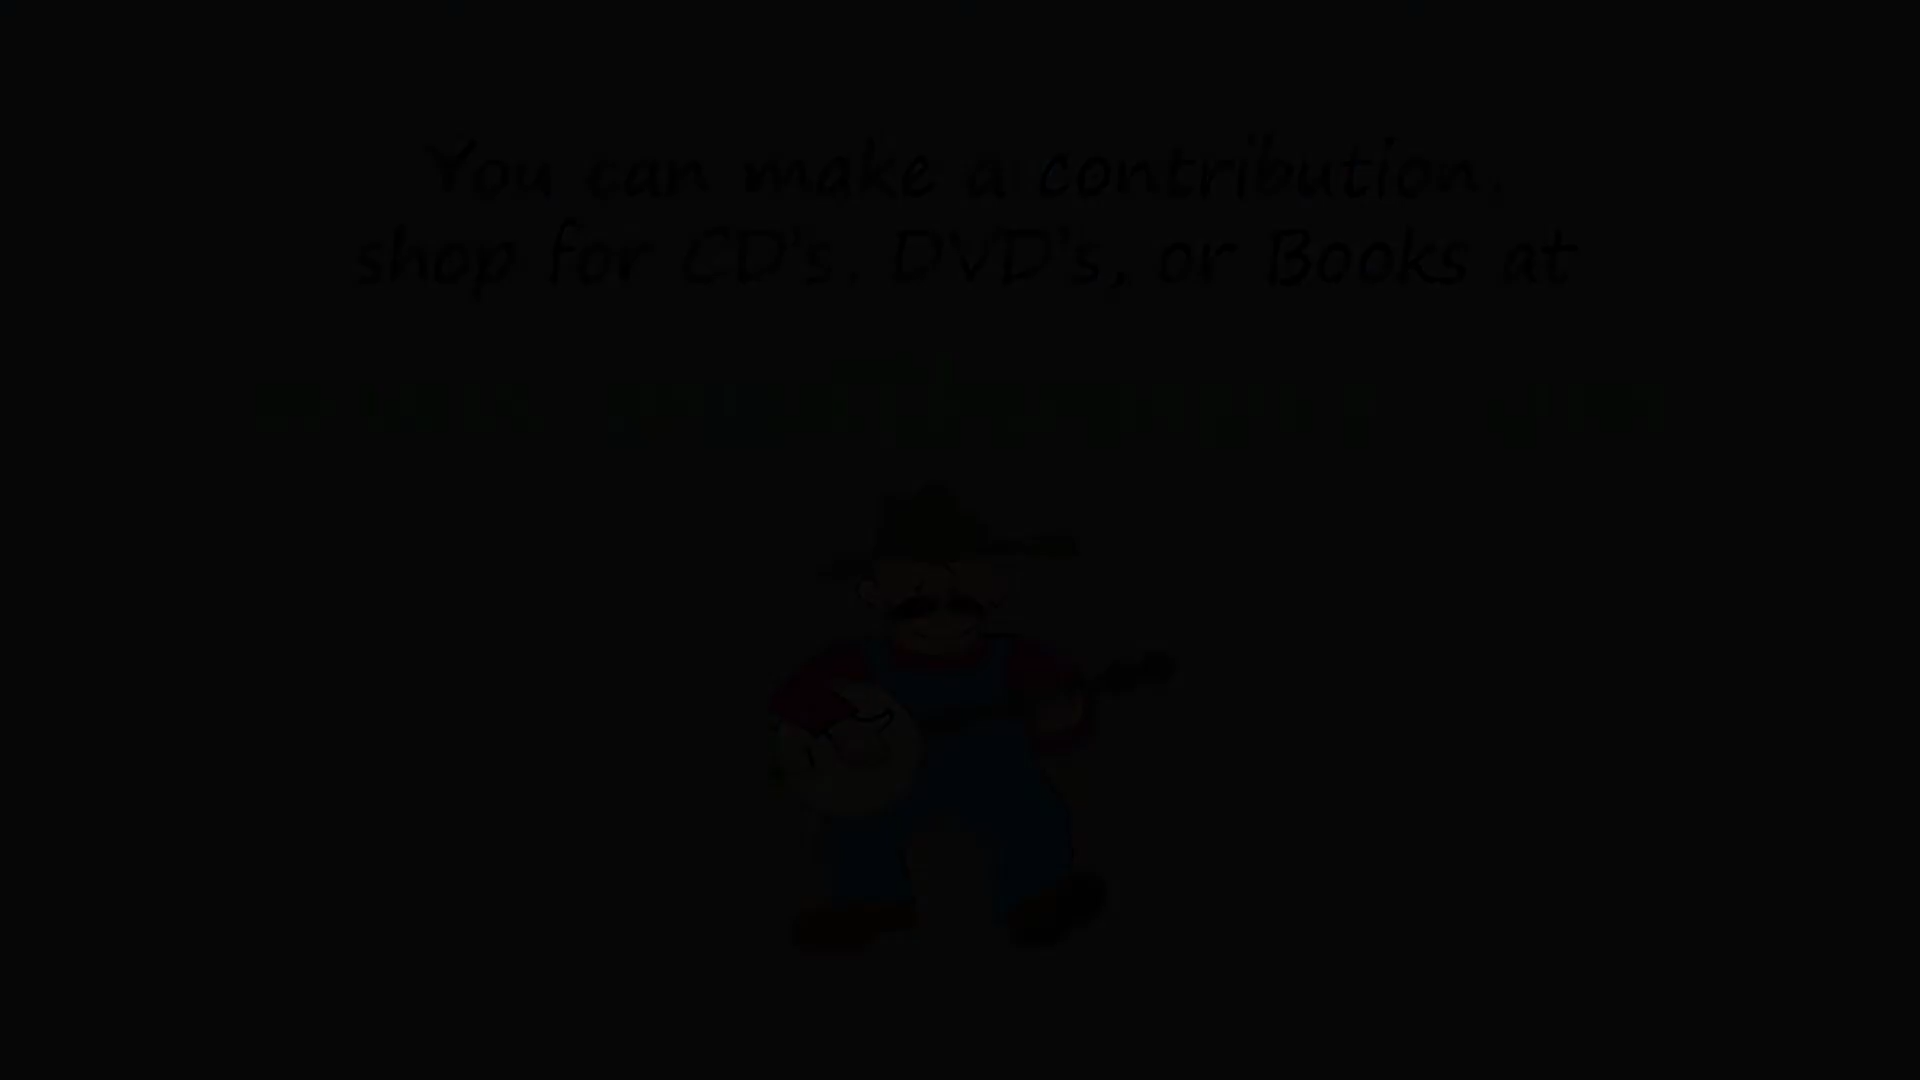 You can make a contribution,
shop for CD's, DVD's, or Books at